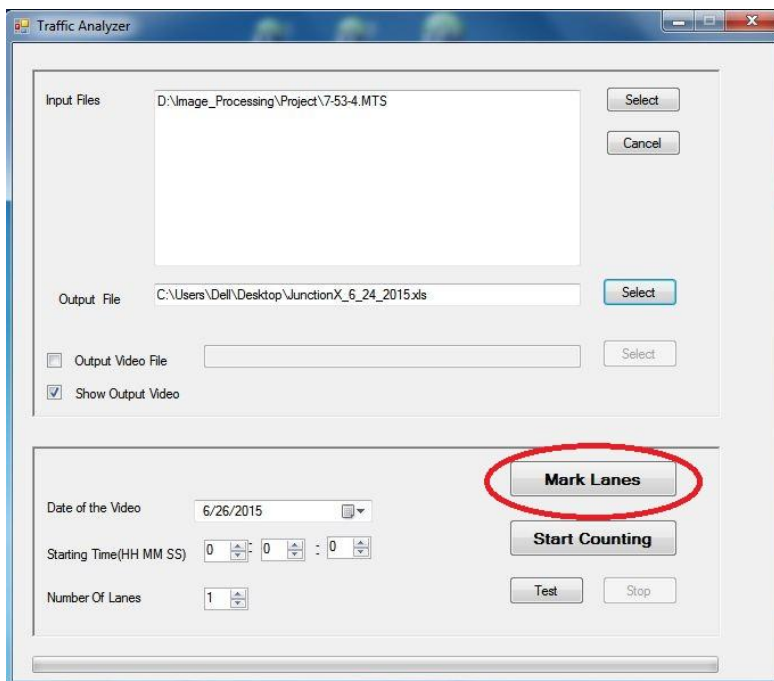 Traffic Analyzer
Input Files
D:\Image_Processing\Project\7-53-4.MTS
Select
Cancel
Output File
C:\Users\Dell\Desktop\JunctionX_6_24_2015.xls
Select
Output Video File
Select
Show Output Video
Mark Lanes
Date of the Video
6/26/2015
Start Counting
Starting Time(HH MM SS)
0 : 0 : 0
Number Of Lanes
1
Test
Stop